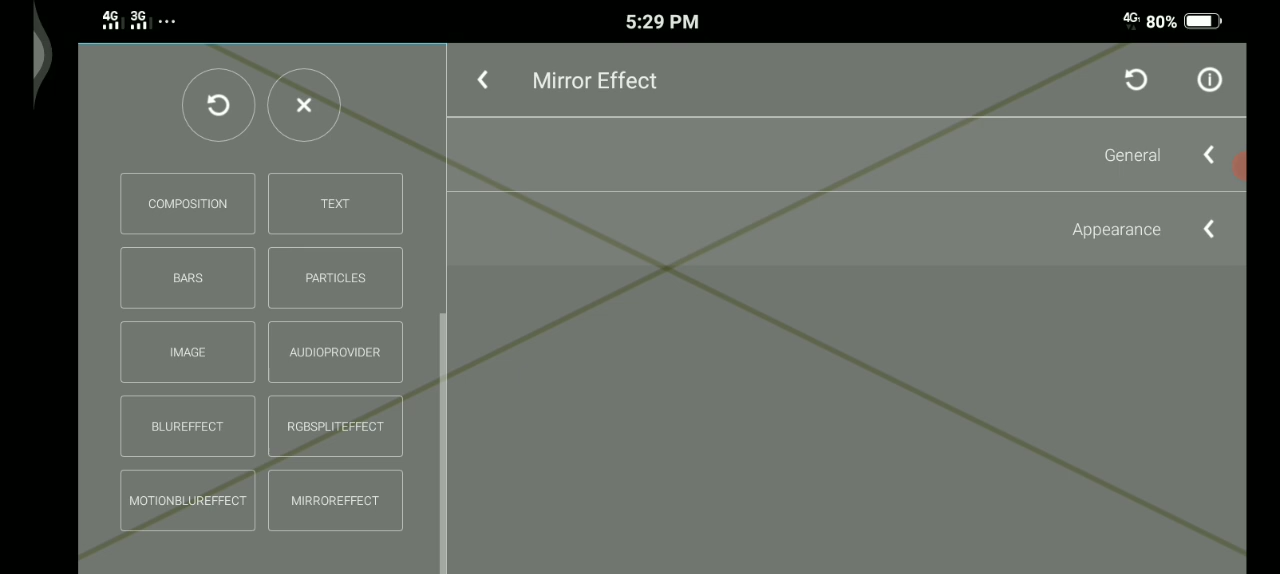 4G 3G ...
5:29 PM
4G 80%
Mirror Effect
General
Appearance
COMPOSITION
TEXT
BARS
PARTICLES
IMAGE
AUDIOPROVIDER
BLUREFFECT
RGBSPLITEFFECT
MOTIONBLUREFFECT
MIRROREFFECT